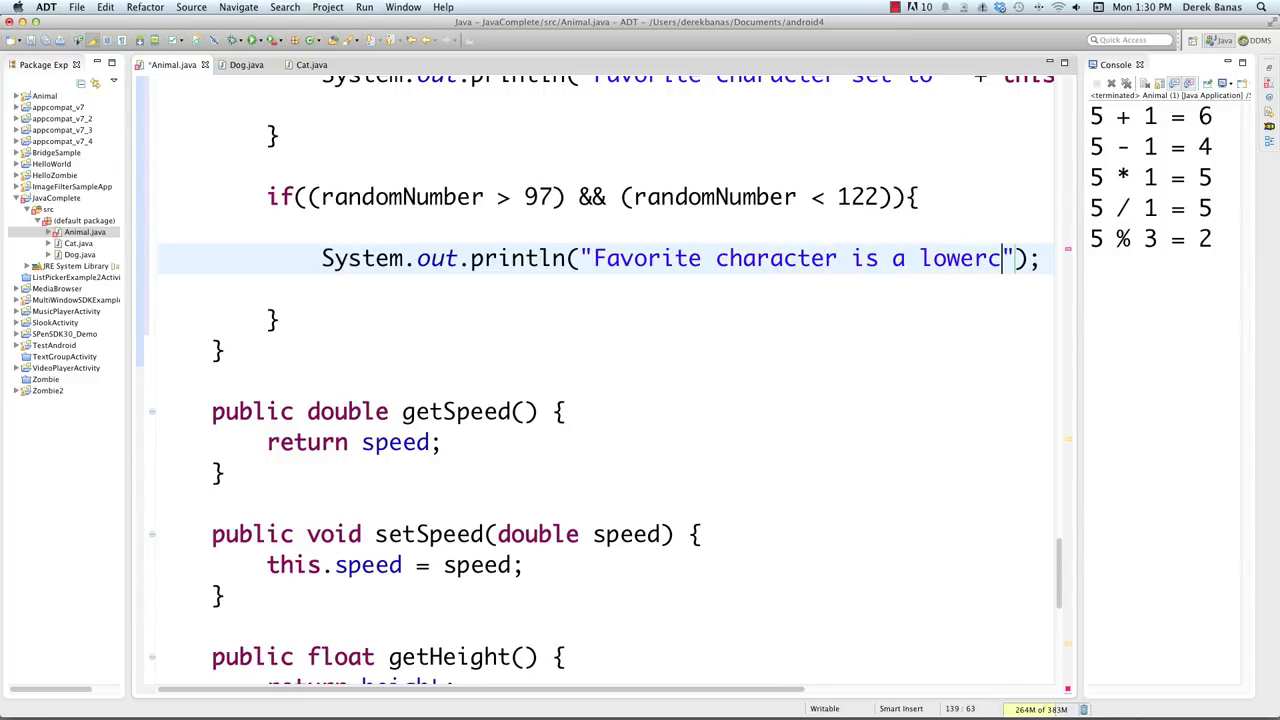 ADT File Edit Refactor Source Navigate Search Project Run Window Help 10 Mon 1:30 PM Derek Banas
Java - JavaComplete/src/Animal.java - ADT - /Users/derekbanas/Documents/android4
Quick Access Java DDMS
Package Exp
*Animal.java Dog.java Cat.java
Console
<terminated> Animal (1) [Java Application] /S
Animal
appcompat_v7
appcompat_v7_2
appcompat_v7_3
appcompat_v7_4
BridgeSample
HelloWorld
HelloZombie
ImageFilterSampleApp
JavaComplete
src
(default package)
Animal.java
Cat.java
Dog.java
JRE System Library [Ja
ListPickerExample2Activi
MediaBrowser
MultiWindowSDKExample
MusicPlayerActivity
SlookActivity
SPenSDK30_Demo
TestAndroid
TextGroupActivity
VideoPlayerActivity
Zombie
Zombie2
System.out.println("Favorite character set to " + this
}
if((randomNumber > 97) && (randomNumber < 122)){
System.out.println("Favorite character is a lowerc");
}
}
public double getSpeed() {
return speed;
}
public void setSpeed(double speed) {
this.speed = speed;
}
public float getHeight() {
return height;
5 + 1 = 6
5 - 1 = 4
5 * 1 = 5
5 / 1 = 5
5 % 3 = 2
Writable Smart Insert 139 : 63 264M of 383M